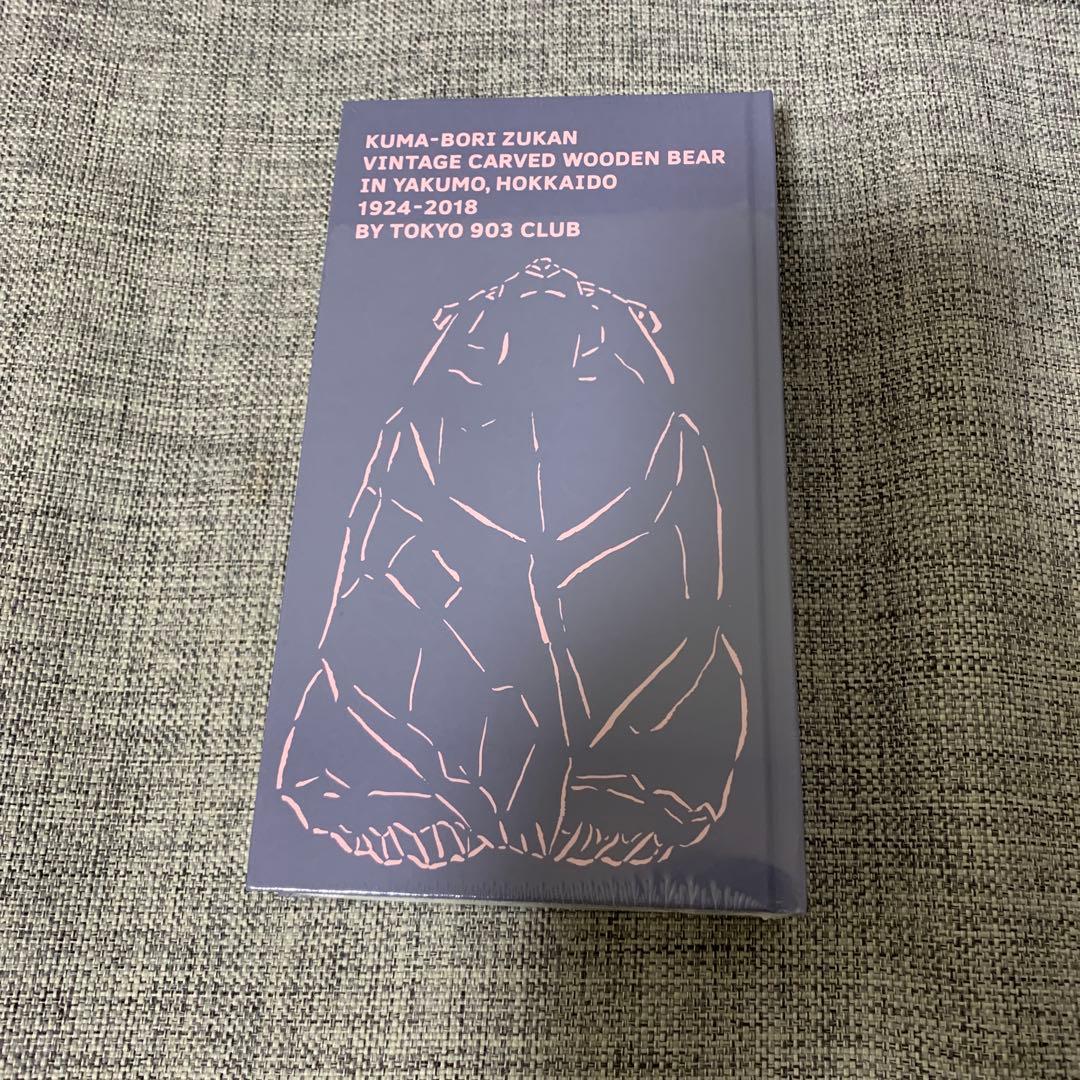 KUMA-BORI ZUKAN
VINTAGE CARVED WOODEN BEAR
IN YAKUMO, HOKKAIDO
1924-2018
BY TOKYO 903 CLUB